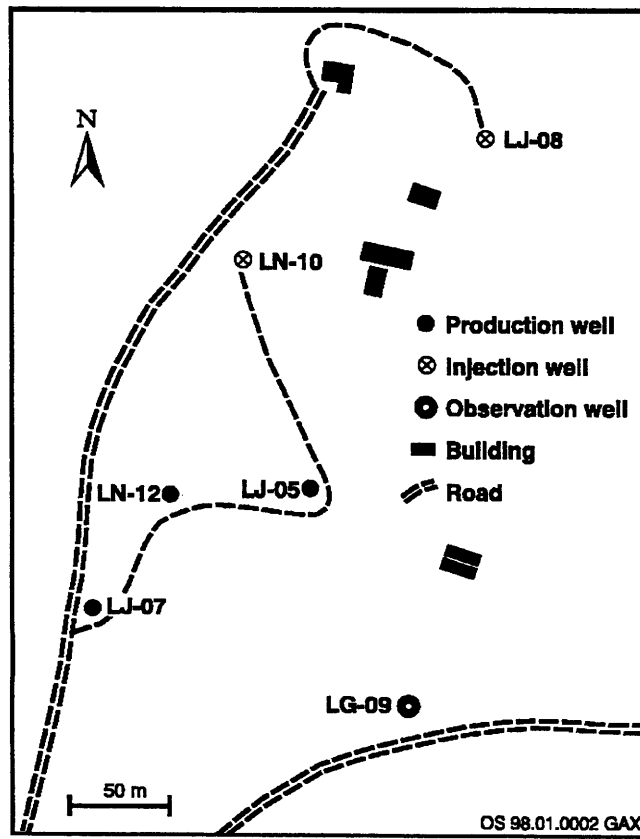 N
LJ-08
LN-10
Production well
Injection well
Observation well
Building
Road
LN-12
LJ-05
LJ-07
LG-09
50 m
OS 98.01.0002 GAX